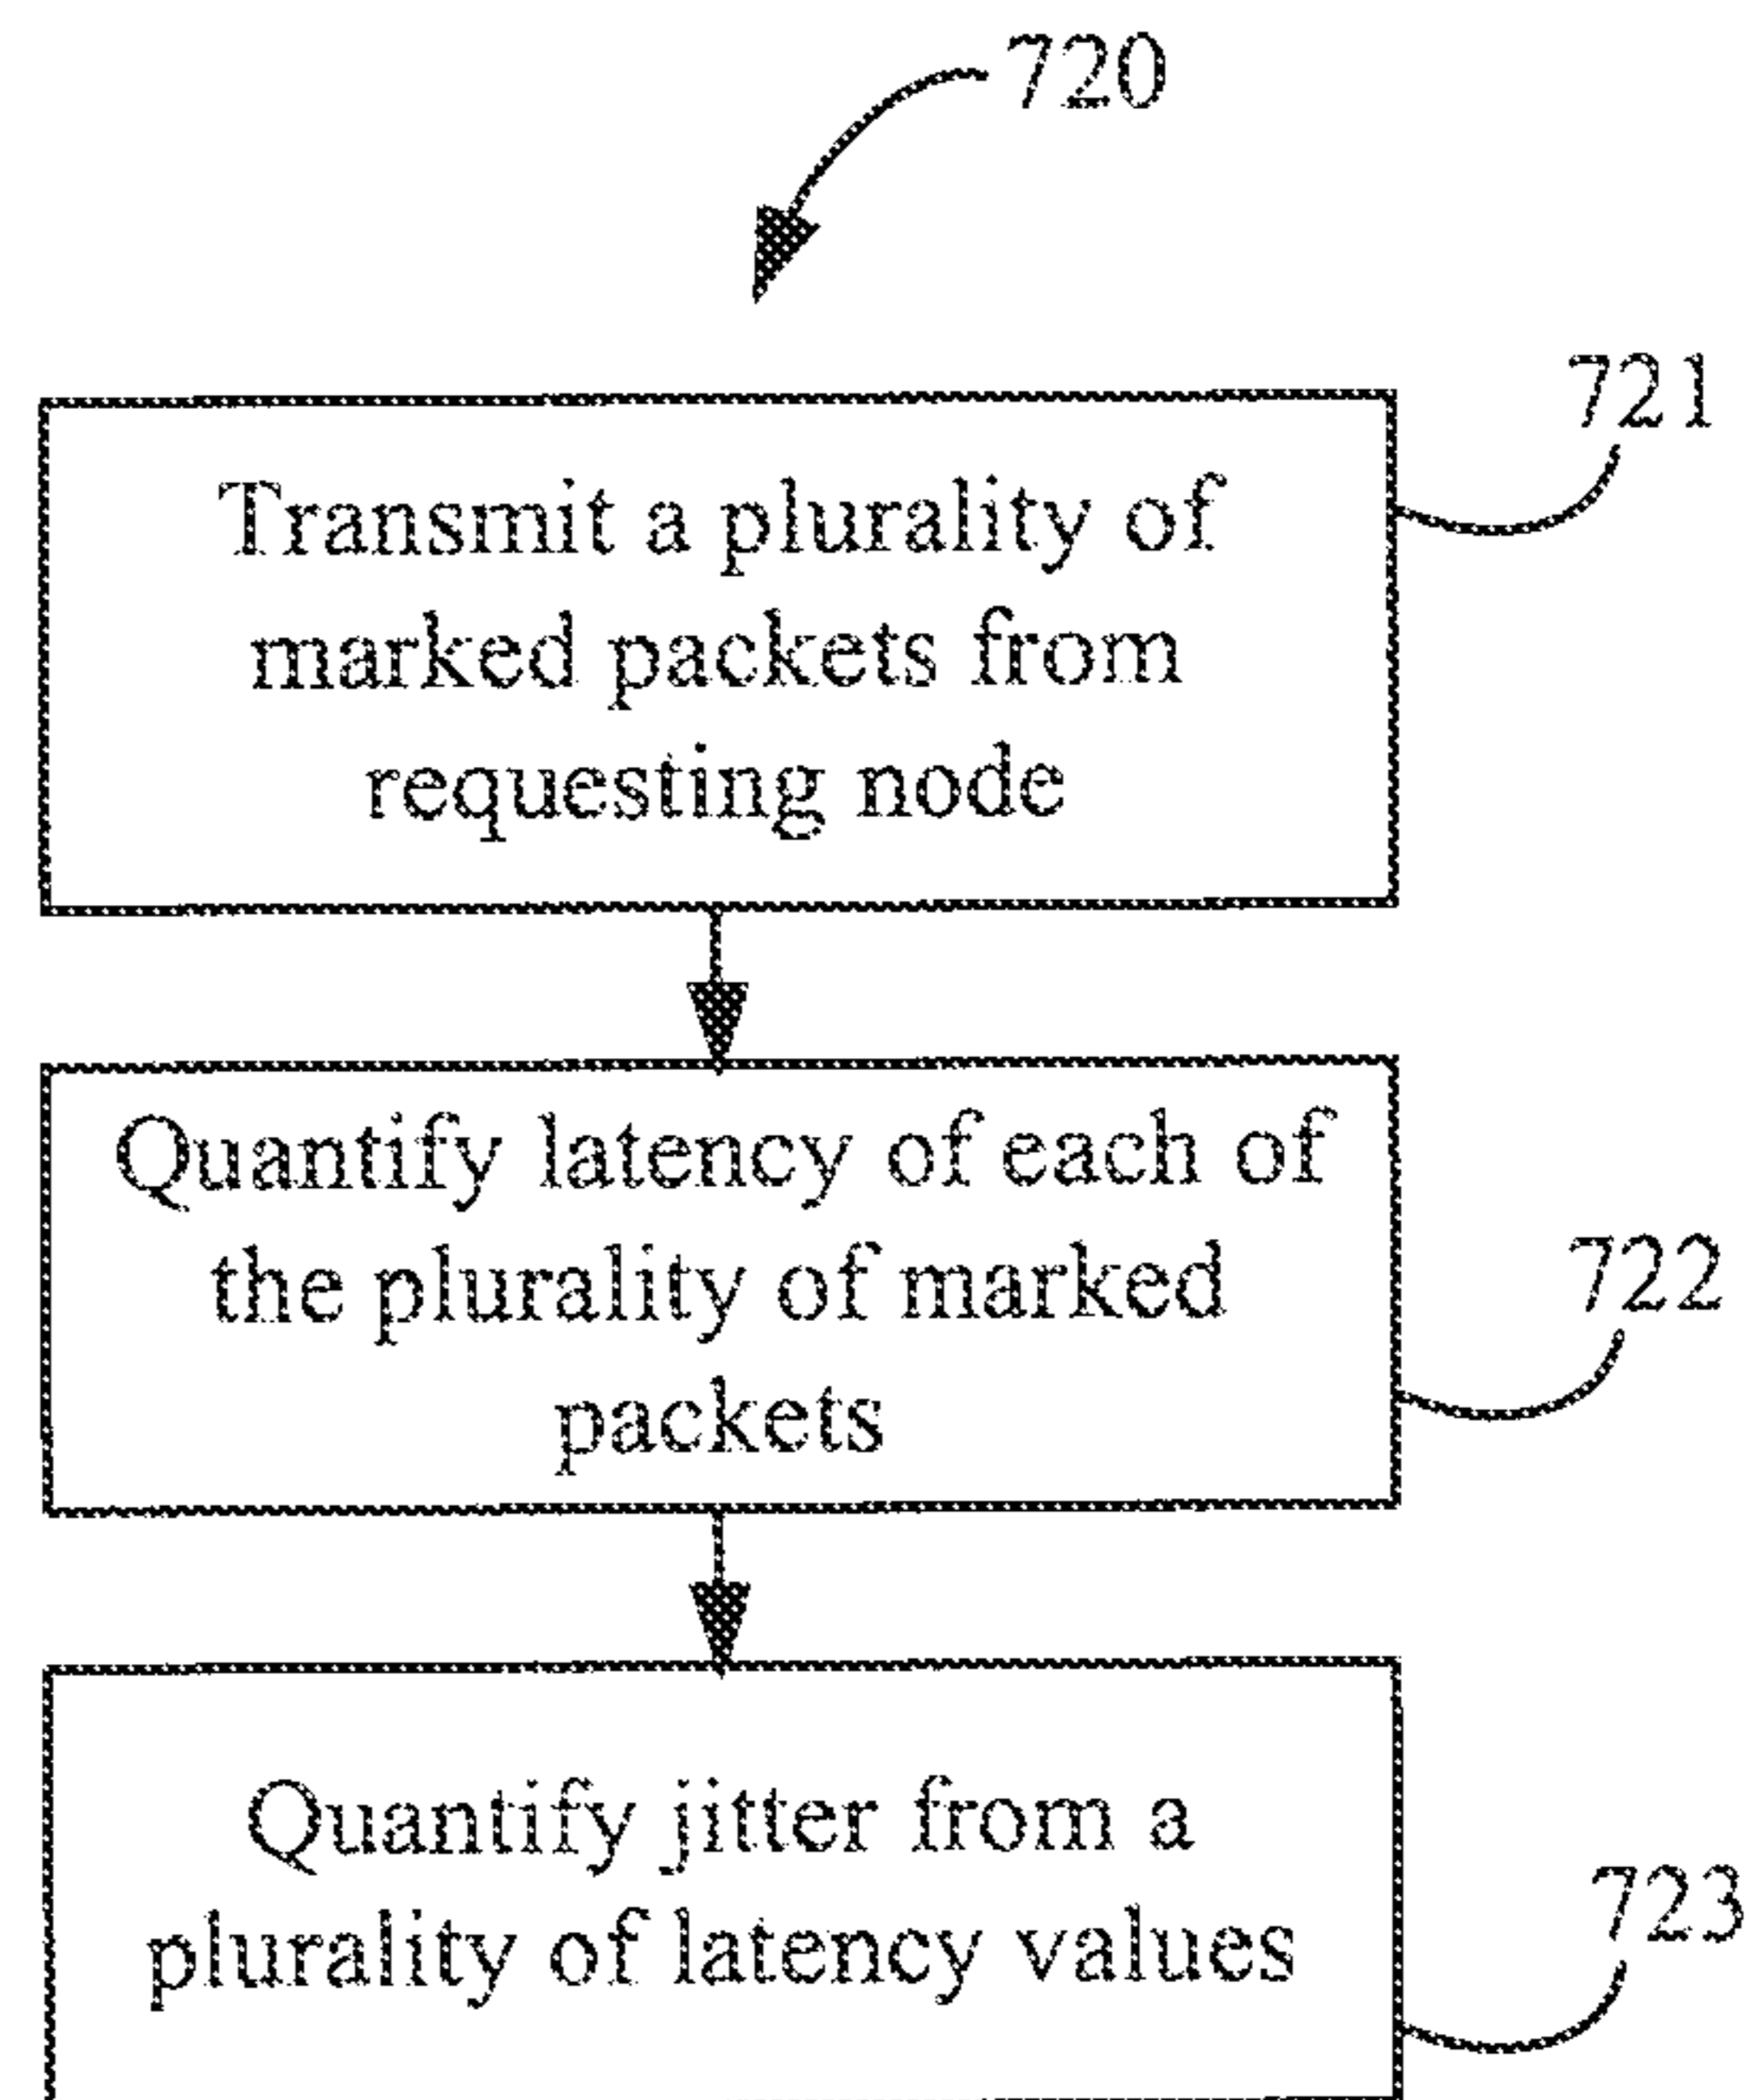 720
721
Transmit a plurality of
marked packets from
requesting node
Quantify latency of each of
the plurality of marked
packets
722
Quantify jitter from a
plurality of latency values
723